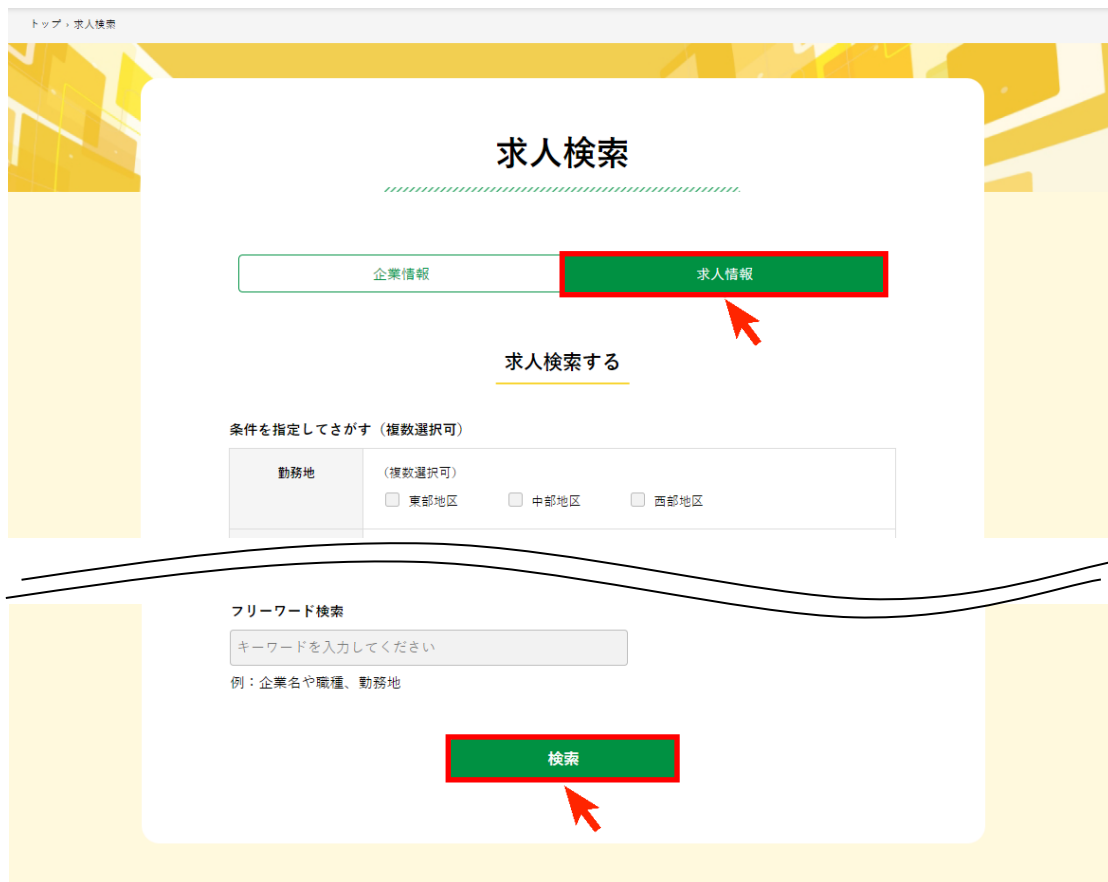 トップ › 求人検索
求人検索
企業情報 求人情報
求人検索する
条件を指定してさがす（複数選択可）
勤務地 （複数選択可）
東部地区 中部地区 西部地区
フリーワード検索
キーワードを入力してください
例：企業名や職種、勤務地
検索